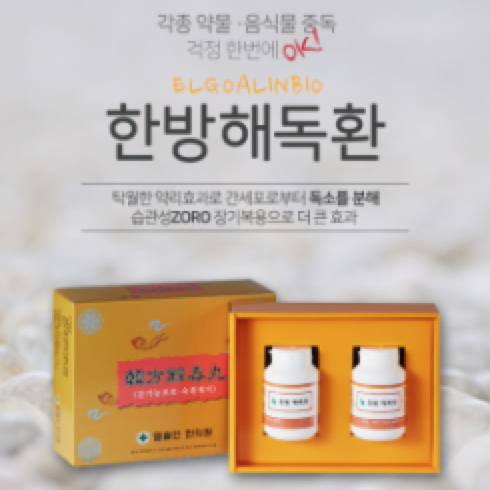 각종 약물·음식물 중독
걱정 한번에 OK!
ELGOALINBIO
한방해독환
탁월한 약리효과로 간세포로부터 독소를 분해
습관성ZORO 장기복용으로 더 큰 효과
韓方解毒丸
한방 해독환
한방 해독환